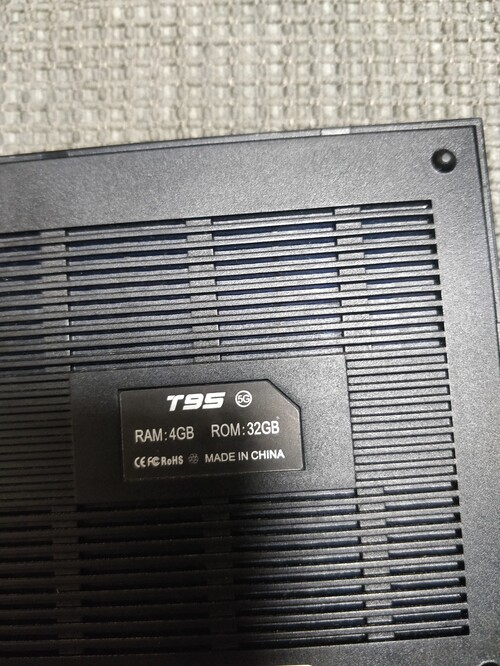 T95 5G
RAM:4GB ROM:32GB
CE FC RoHS MADE IN CHINA